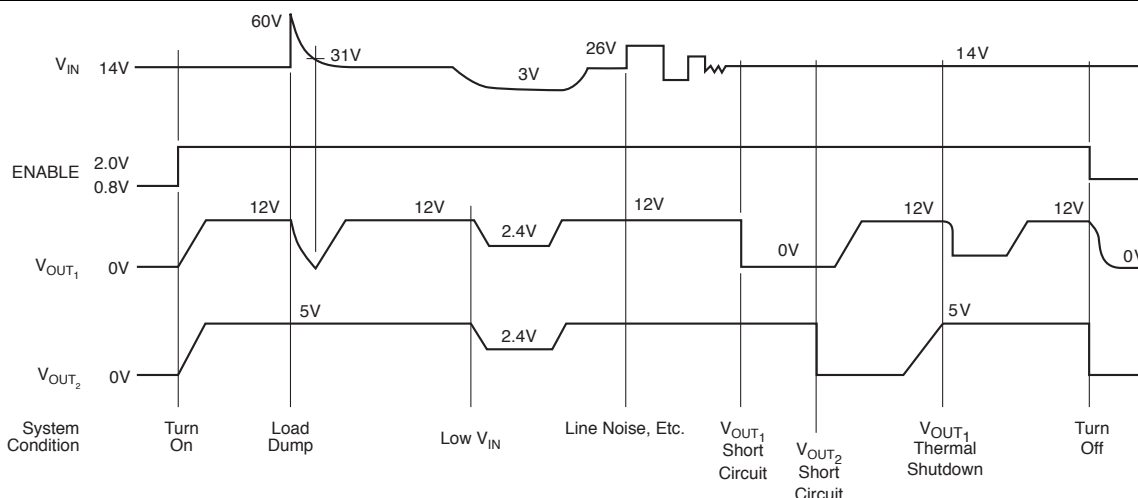 60V
31V
V_IN 14V 3V 26V 14V
ENABLE 2.0V
0.8V
12V 12V 12V 12V 12V
2.4V
V_OUT1 0V 0V 0V
5V 5V
2.4V
V_OUT2 0V
System Condition
Turn On
Load Dump
Low V_IN
Line Noise, Etc.
V_OUT1 Short Circuit
V_OUT2 Short Circuit
V_OUT1 Thermal Shutdown
Turn Off